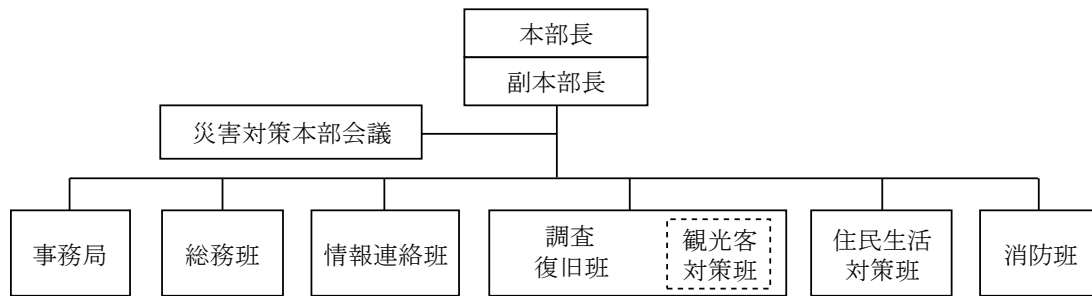 本部長
副本部長
災害対策本部会議
事務局
総務班
情報連絡班
調査
復旧班
観光客
対策班
住民生活
対策班
消防班